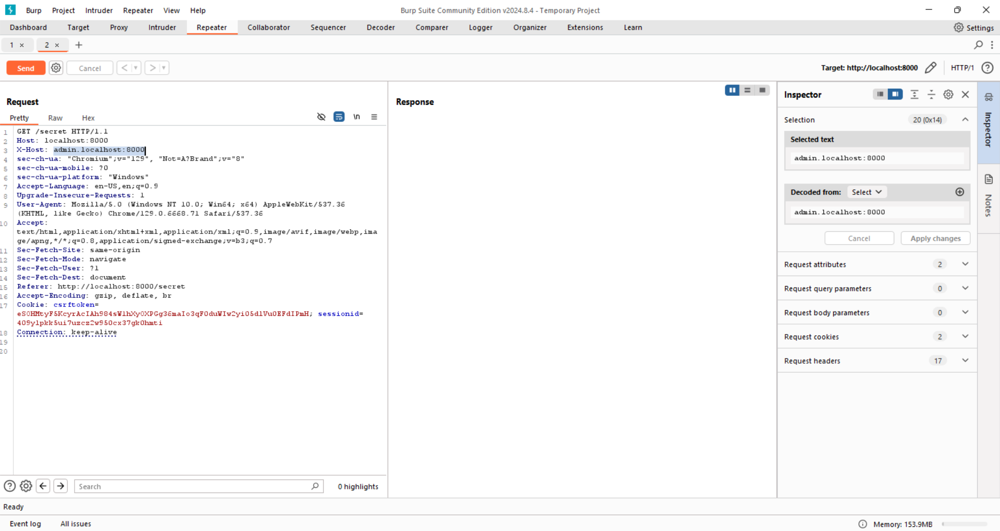 Burp Project Intruder Repeater View Help
Burp Suite Community Edition v2024.8.4 - Temporary Project
Dashboard Target Proxy Intruder Repeater Collaborator Sequencer Decoder Comparer Logger Organizer Extensions Learn
Settings
1 × 2 × +
Send Cancel < >
Target: http://localhost:8000 HTTP/1
Request
Pretty Raw Hex
\n
1 GET /secret HTTP/1.1
2 Host: localhost:8000
3 X-Host: admin.localhost:8000
4 sec-ch-ua: "Chromium";v="129", "Not=A?Brand";v="8"
5 sec-ch-ua-mobile: ?0
6 sec-ch-ua-platform: "Windows"
7 Accept-Language: en-US,en;q=0.9
8 Upgrade-Insecure-Requests: 1
9 User-Agent: Mozilla/5.0 (Windows NT 10.0; Win64; x64) AppleWebKit/537.36
(KHTML, like Gecko) Chrome/129.0.6668.71 Safari/537.36
10 Accept:
text/html,application/xhtml+xml,application/xml;q=0.9,image/avif,image/webp,ima
ge/apng,*/*;q=0.8,application/signed-exchange;v=b3;q=0.7
11 Sec-Fetch-Site: same-origin
12 Sec-Fetch-Mode: navigate
13 Sec-Fetch-User: ?1
14 Sec-Fetch-Dest: document
15 Referer: http://localhost:8000/secret
16 Accept-Encoding: gzip, deflate, br
17 Cookie: csrftoken=
; sessionid=
409ylpkk5ui7uzcz2w950cx37gk0hmti
18 Connection: keep-alive
19
20
Search
0 highlights
Response
Inspector
Selection 20 (0x14)
Selected text
admin.localhost:8000
Decoded from: Select
admin.localhost:8000
Cancel Apply changes
Request attributes 2
Request query parameters 0
Request body parameters 0
Request cookies 2
Request headers 17
Inspector
Notes
Ready
Event log All issues
Memory: 153.9MB